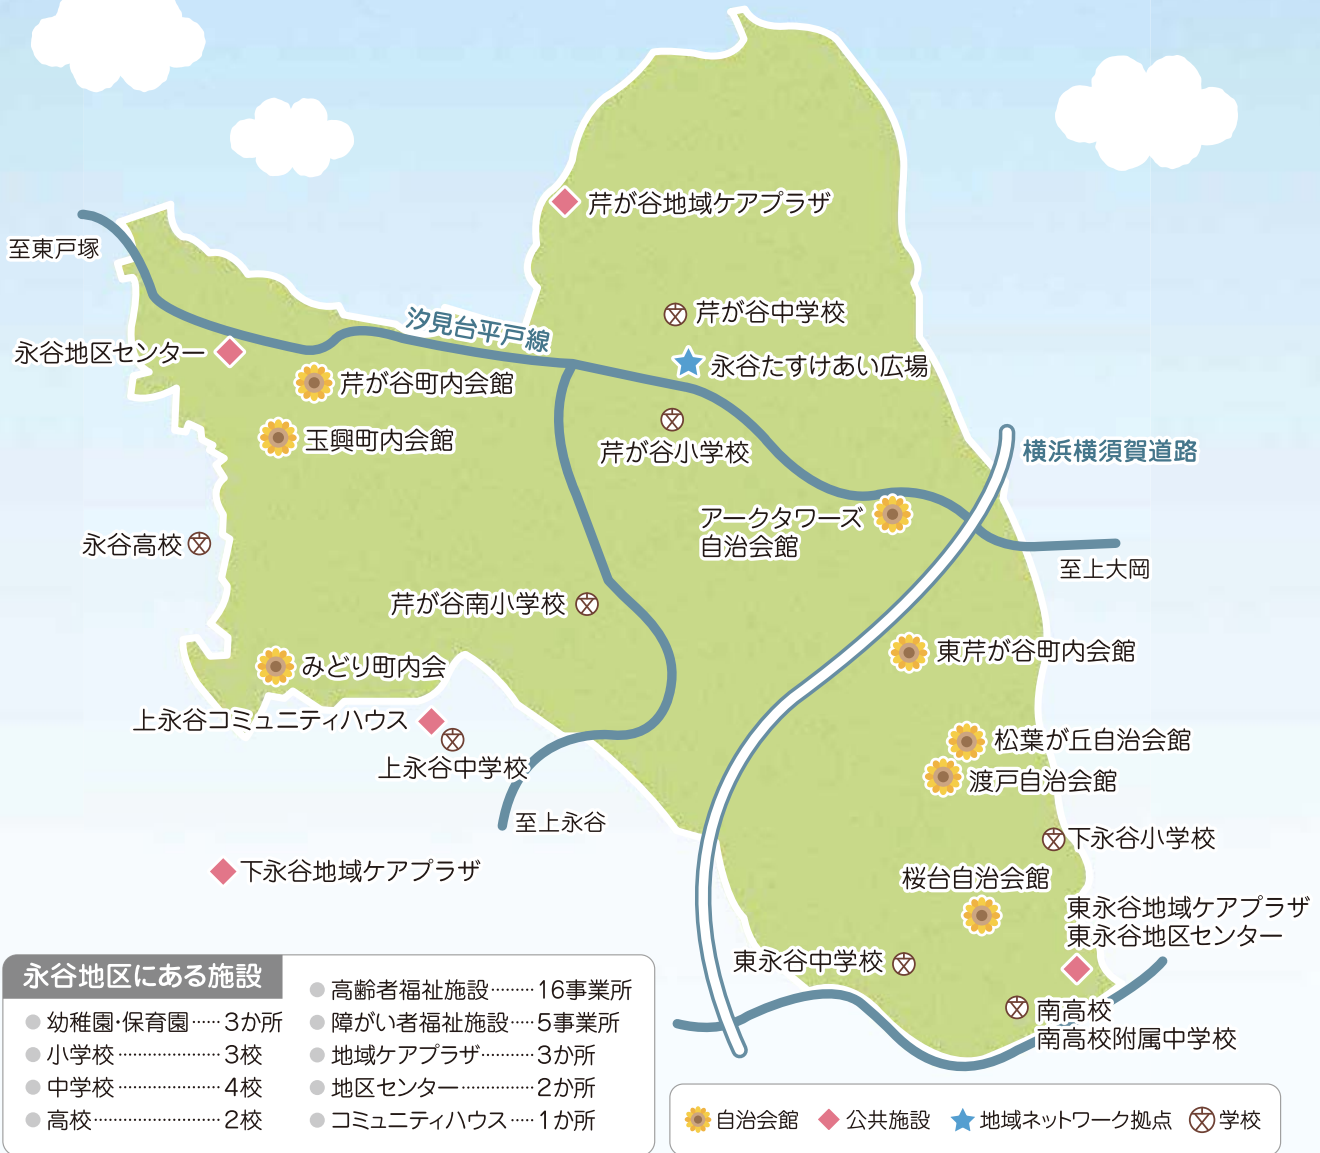 芹が谷地域ケアプラザ
至東戸塚
芹が谷中学校
汐見台平戸線
永谷地区センター
永谷たすけあい広場
芹が谷町内会館
玉興町内会館
芹が谷小学校
横浜横須賀道路
アークタワーズ
自治会館
永谷高校
至上大岡
芹が谷南小学校
東芹が谷町内会館
みどり町内会
上永谷コミュニティハウス
松葉が丘自治会館
上永谷中学校
渡戸自治会館
至上永谷
下永谷小学校
下永谷地域ケアプラザ
桜台自治会館
東永谷地域ケアプラザ
東永谷地区センター
東永谷中学校
南高校
南高校附属中学校
永谷地区にある施設
幼稚園・保育園……3か所
小学校…………………3校
中学校…………………4校
高校……………………2校
高齢者福祉施設………16事業所
障がい者福祉施設……5事業所
地域ケアプラザ………3か所
地区センター…………2か所
コミュニティハウス……1か所
自治会館 公共施設 地域ネットワーク拠点 学校